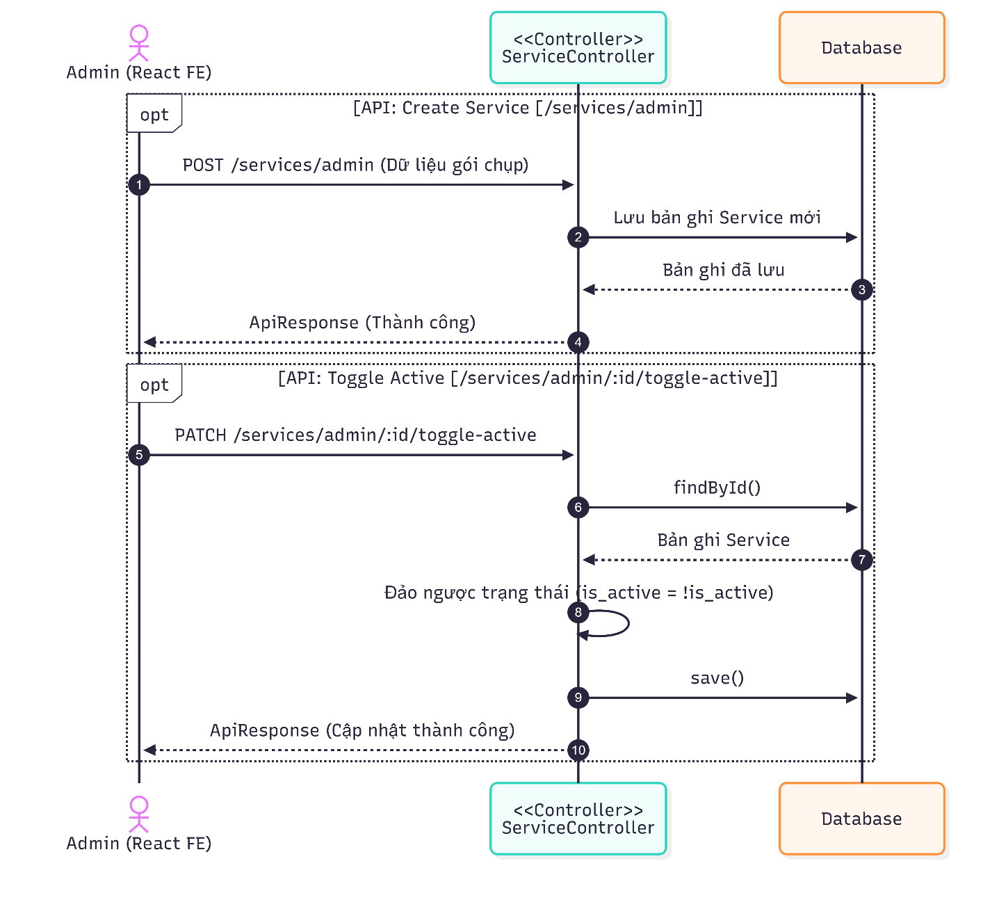 Admin (React FE)
<<Controller>>
ServiceController
Database
opt
[API: Create Service [/services/admin]]
POST /services/admin (Dữ liệu gói chụp)
1
Lưu bản ghi Service mới
2
Bản ghi đã lưu
3
ApiResponse (Thành công)
4
opt
[API: Toggle Active [/services/admin/:id/toggle-active]]
PATCH /services/admin/:id/toggle-active
5
findById()
6
Bản ghi Service
7
Đảo ngược trạng thái (is_active = !is_active)
8
save()
9
ApiResponse (Cập nhật thành công)
10
Admin (React FE)
<<Controller>>
ServiceController
Database